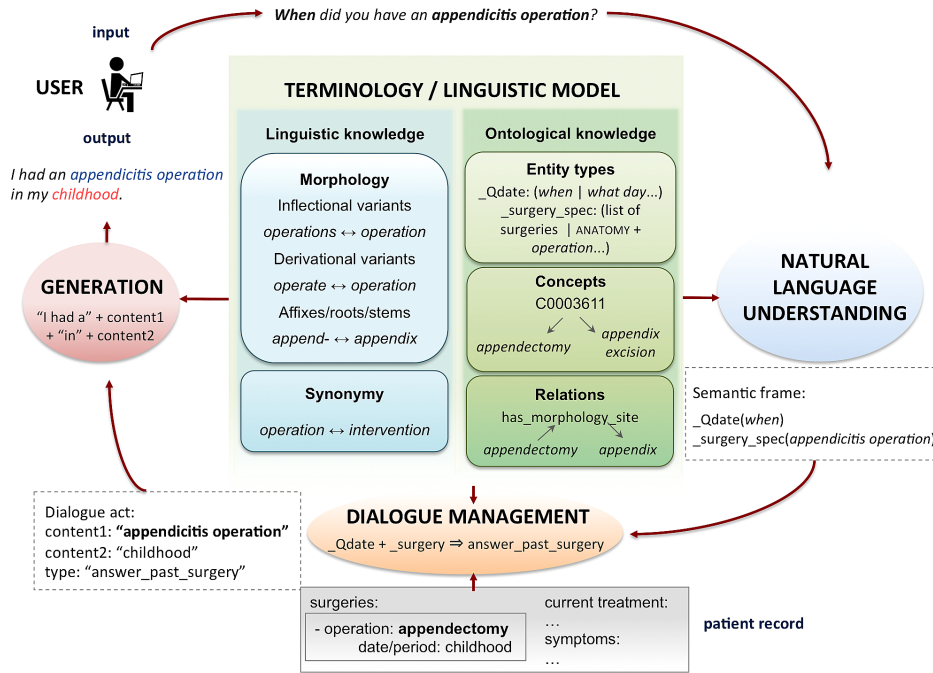 When did you have an appendicitis operation?
input
USER
output
I had an appendicitis operation
in my childhood.
TERMINOLOGY / LINGUISTIC MODEL
Linguistic knowledge
Morphology
Inflectional variants
operations ↔ operation
Derivational variants
operate ↔ operation
Affixes/roots/stems
append- ↔ appendix
Synonymy
operation ↔ intervention
Ontological knowledge
Entity types
_Qdate: (when | what day...)
_surgery_spec: (list of
surgeries | ANATOMY +
operation...)
Concepts
C0003611
appendectomy
appendix
excision
Relations
has_morphology_site
appendectomy
appendix
NATURAL
LANGUAGE
UNDERSTANDING
Semantic frame:
_Qdate(when)
_surgery_spec(appendicitis operation)
DIALOGUE MANAGEMENT
_Qdate + _surgery ⇒ answer_past_surgery
surgeries:
- operation: appendectomy
date/period: childhood
current treatment:
...
symptoms:
...
patient record
Dialogue act:
content1: “appendicitis operation”
content2: “childhood”
type: “answer_past_surgery”
GENERATION
“I had a” + content1
+ “in” + content2